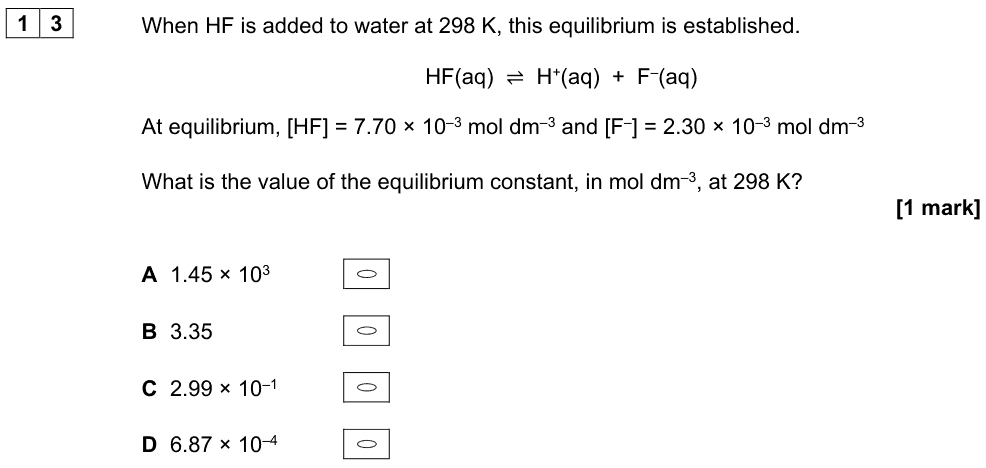 1 3 When HF is added to water at 298 K, this equilibrium is established.
HF(aq) ⇌ H⁺(aq) + F⁻(aq)
At equilibrium, [HF] = 7.70 × 10⁻³ mol dm⁻³ and [F⁻] = 2.30 × 10⁻³ mol dm⁻³
What is the value of the equilibrium constant, in mol dm⁻³, at 298 K?
[1 mark]
A 1.45 × 10³
B 3.35
C 2.99 × 10⁻¹
D 6.87 × 10⁻⁴